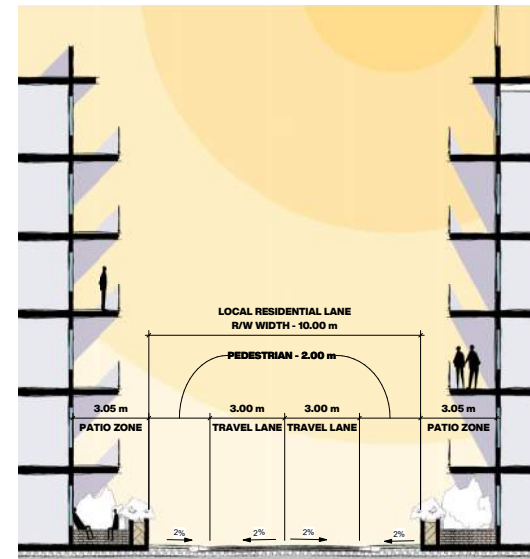 LOCAL RESIDENTIAL LANE
R/W WIDTH - 10.00 m
PEDESTRIAN - 2.00 m
3.05 m 3.00 m 3.00 m 3.05 m
PATIO ZONE TRAVEL LANE TRAVEL LANE PATIO ZONE
2% 2% 2% 2%